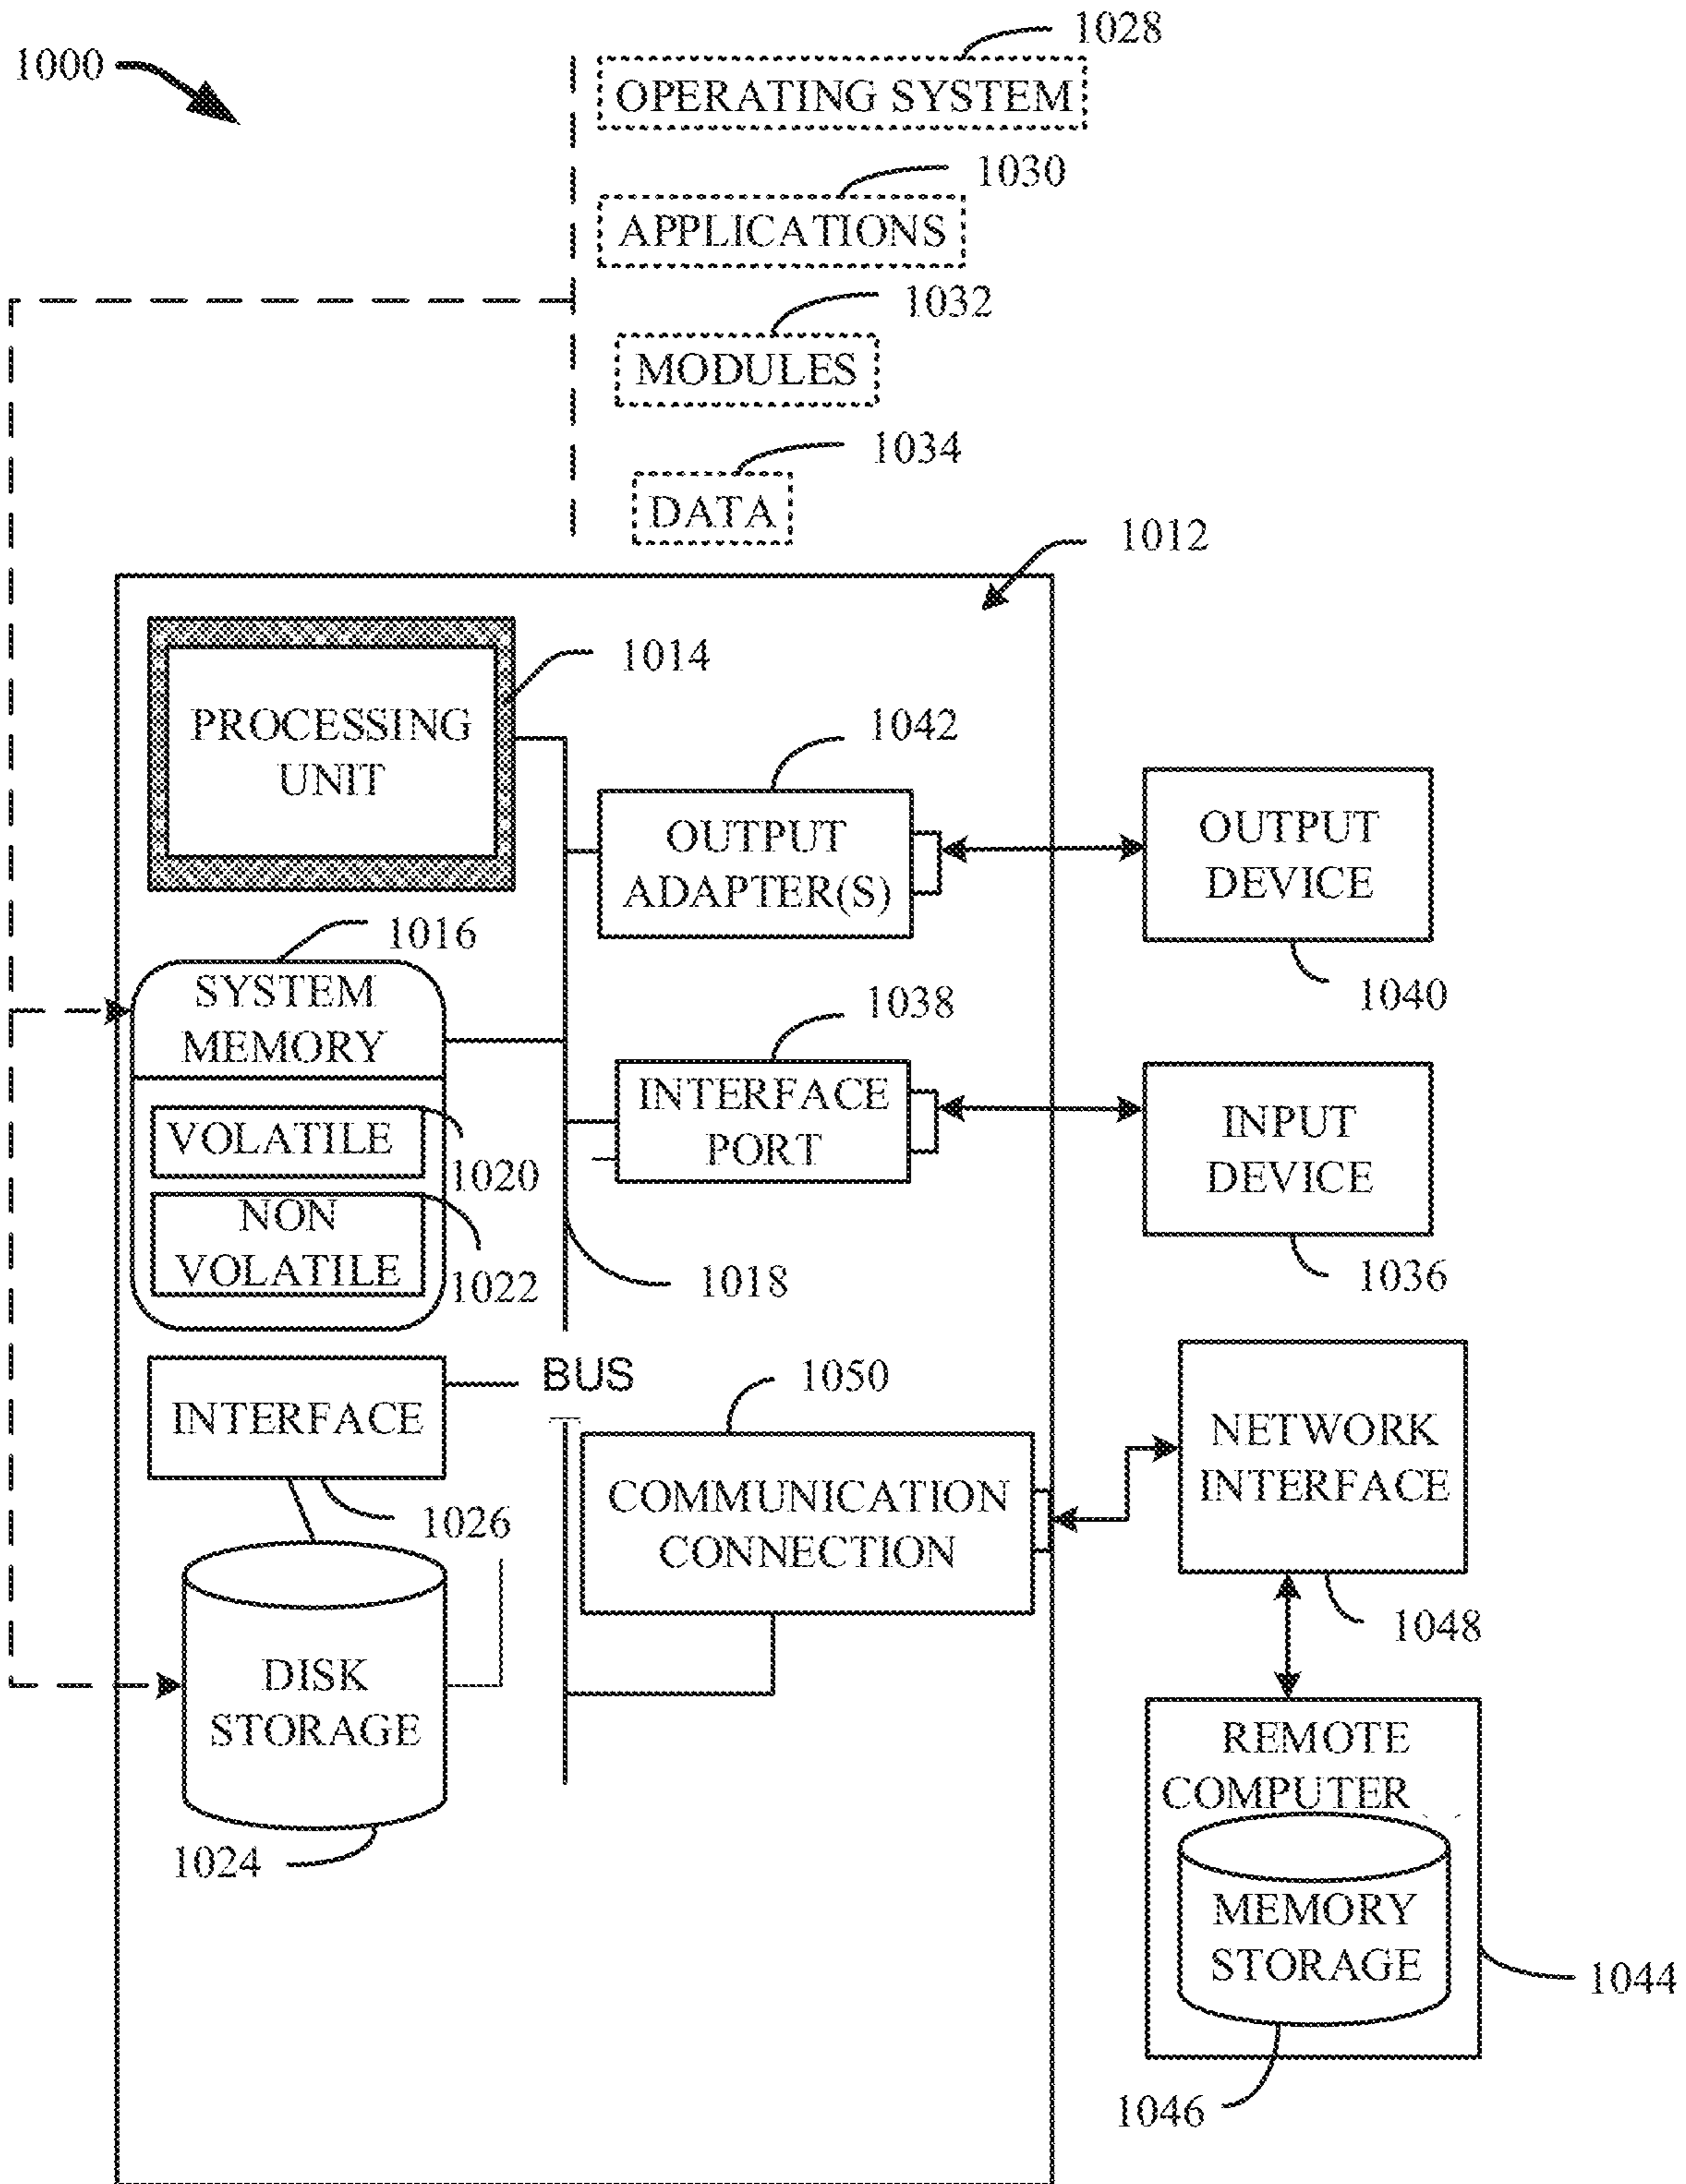 1028
1000
OPERATING SYSTEM
1030
APPLICATIONS
1032
MODULES
1034
DATA
1012
1014
PROCESSING
UNIT
1042
OUTPUT
ADAPTER(S)
OUTPUT
DEVICE
1016
1040
SYSTEM
MEMORY
1038
INTERFACE
PORT
INPUT
DEVICE
VOLATILE
1020
NON
VOLATILE
1022
1018
1036
BUS
1050
INTERFACE
NETWORK
INTERFACE
COMMUNICATION
CONNECTION
1026
1048
DISK
STORAGE
REMOTE
COMPUTER
1024
MEMORY
STORAGE
1044
1046